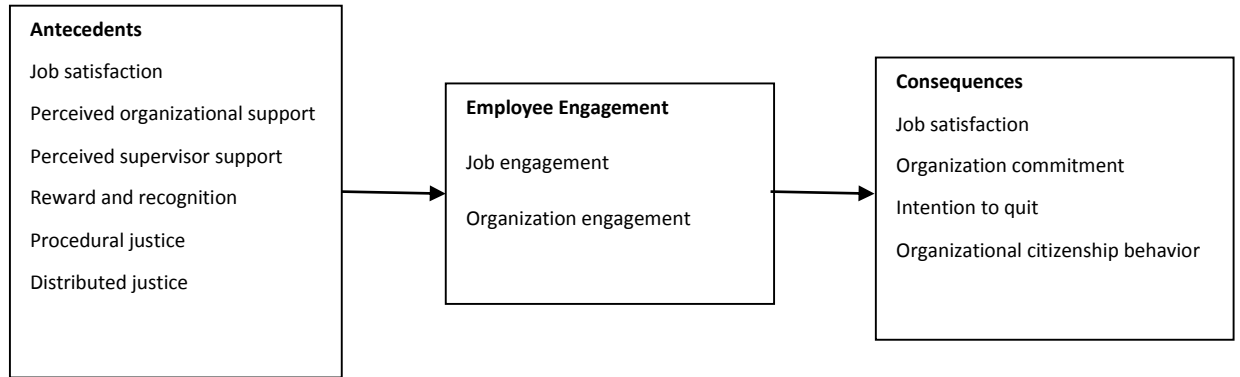 Antecedents
Job satisfaction
Perceived organizational support
Perceived supervisor support
Reward and recognition
Procedural justice
Distributed justice
Employee Engagement
Job engagement
Organization engagement
Consequences
Job satisfaction
Organization commitment
Intention to quit
Organizational citizenship behavior